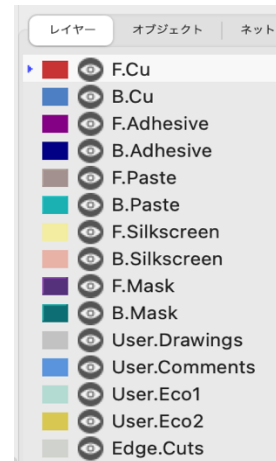 レイヤー オブジェクト ネット
F.Cu
B.Cu
F.Adhesive
B.Adhesive
F.Paste
B.Paste
F.Silkscreen
B.Silkscreen
F.Mask
B.Mask
User.Drawings
User.Comments
User.Eco1
User.Eco2
Edge.Cuts